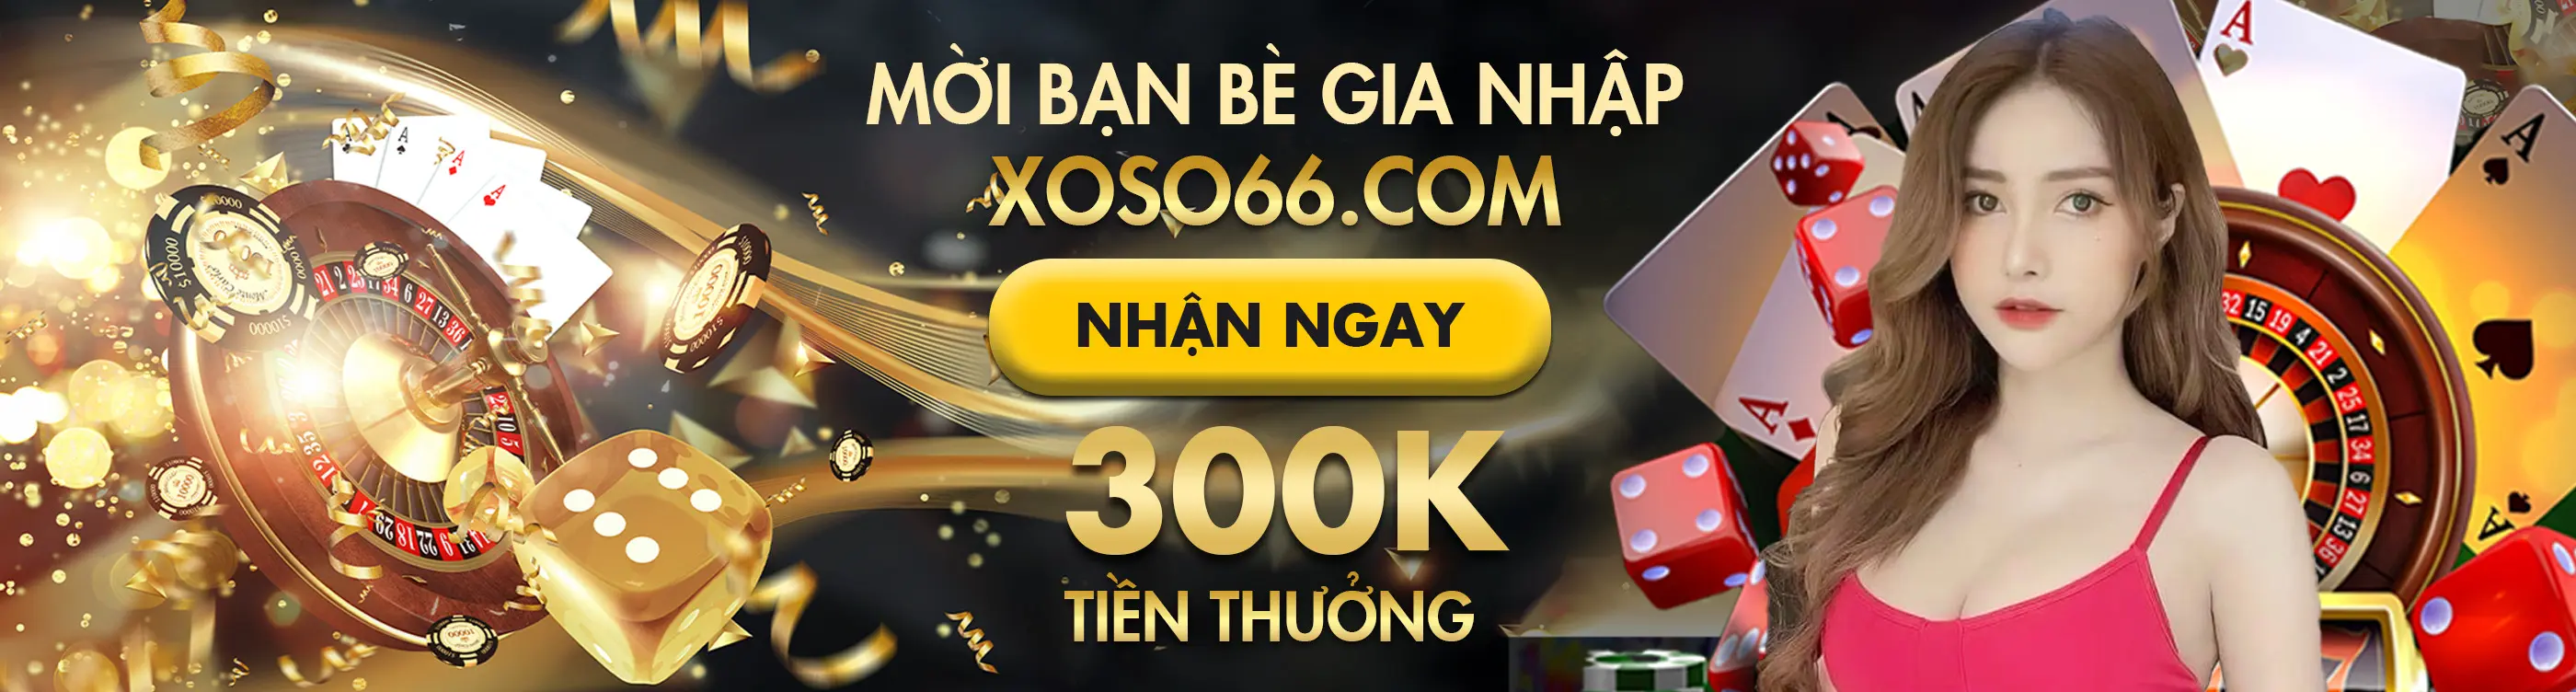 MỜI BẠN BÈ GIA NHẬP
XOSO66.COM
NHẬN NGAY
300K
TIỀN THƯỞNG